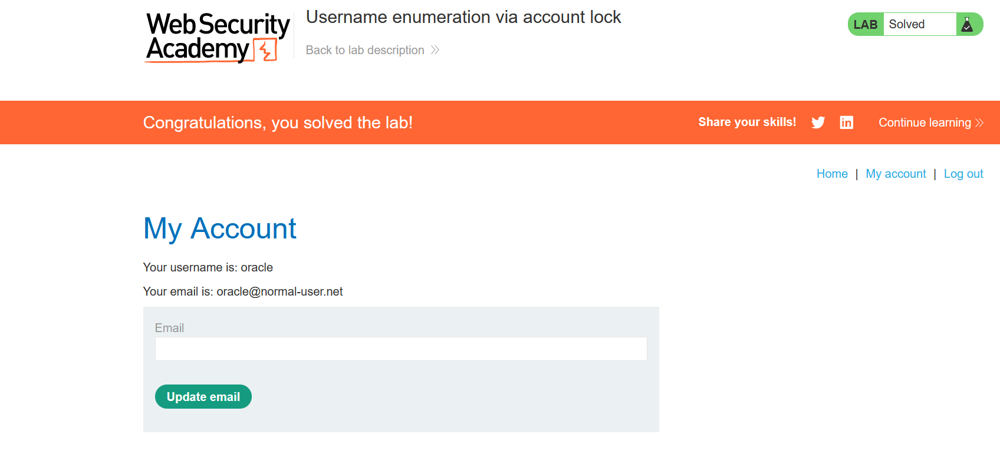 Web Security
Academy
Username enumeration via account lock
Back to lab description
LAB Solved
Congratulations, you solved the lab!
Share your skills!
in
Continue learning
Home | My account | Log out
My Account
Your username is: oracle
Your email is: oracle@normal-user.net
Email
Update email